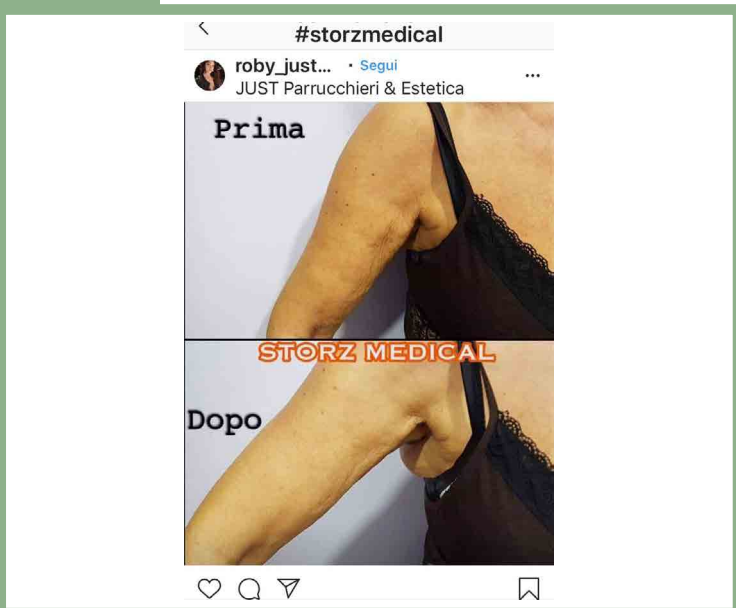 #storzmedical
roby_just... · Segui
JUST Parrucchieri & Estetica
Prima
STORZ MEDICAL
Dopo